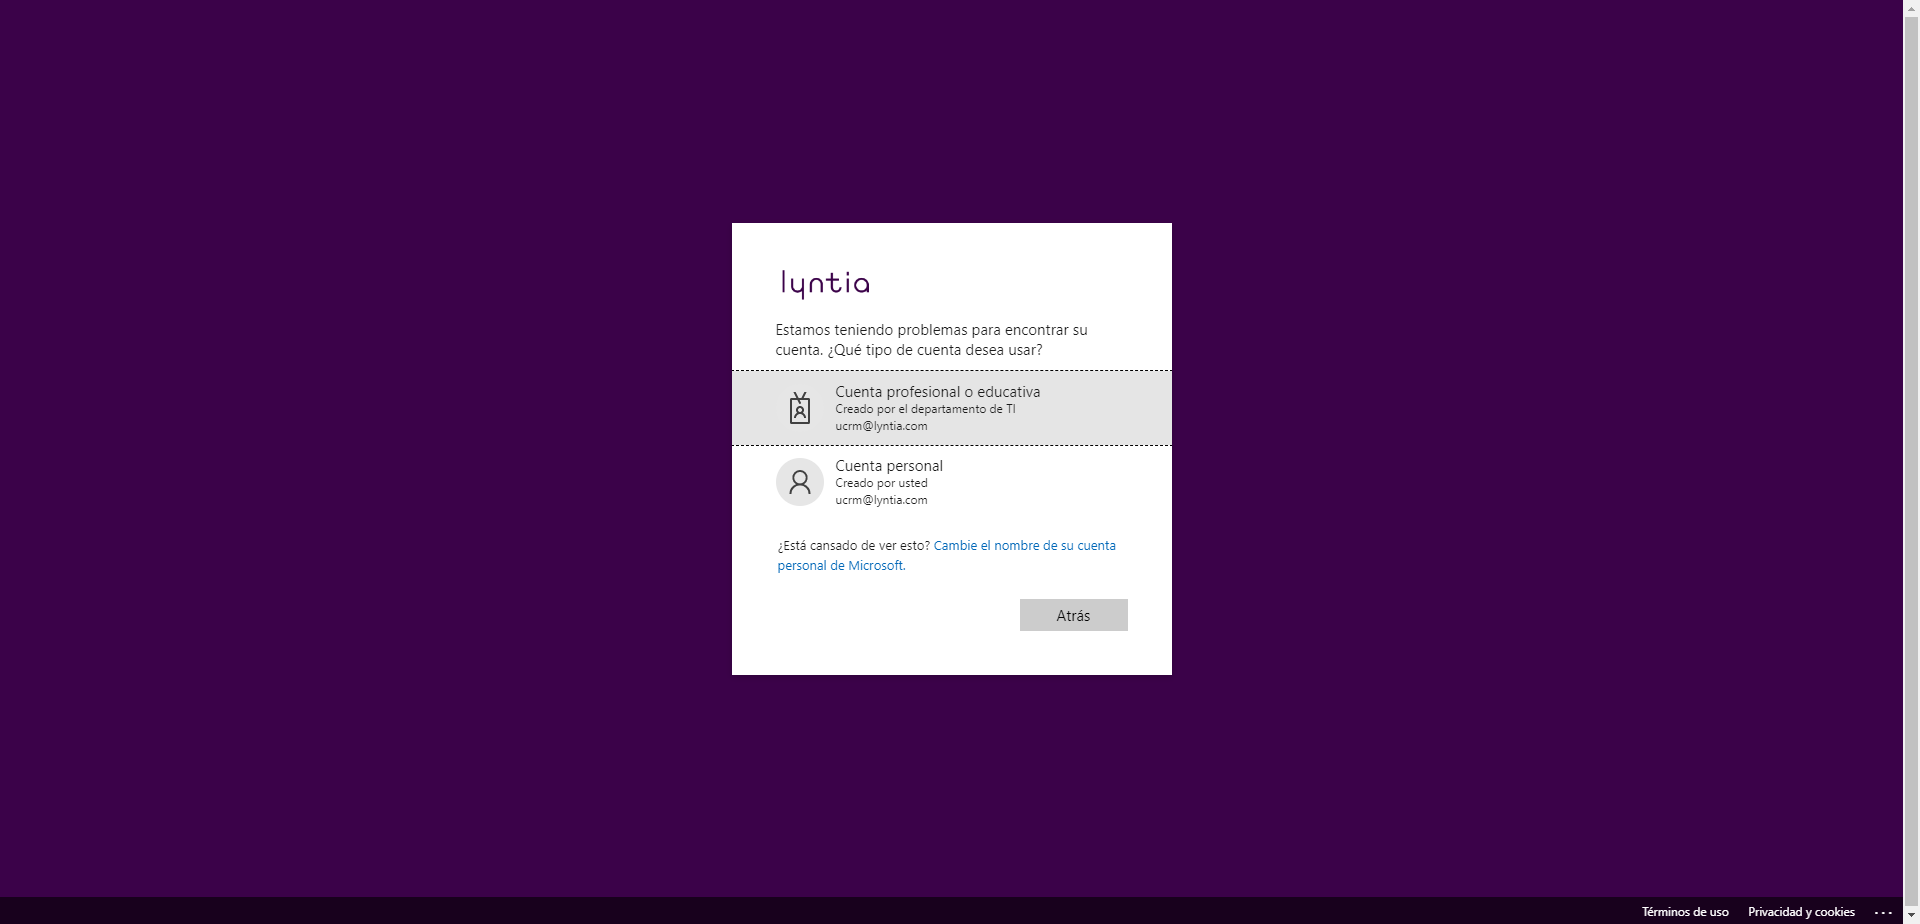 lyntia
Estamos teniendo problemas para encontrar su
cuenta. ¿Qué tipo de cuenta desea usar?
Cuenta profesional o educativa
Creado por el departamento de TI
ucrm@lyntia.com
Cuenta personal
Creado por usted
ucrm@lyntia.com
¿Está cansado de ver esto? Cambie el nombre de su cuenta
personal de Microsoft.
Atrás
Términos de uso Privacidad y cookies ...